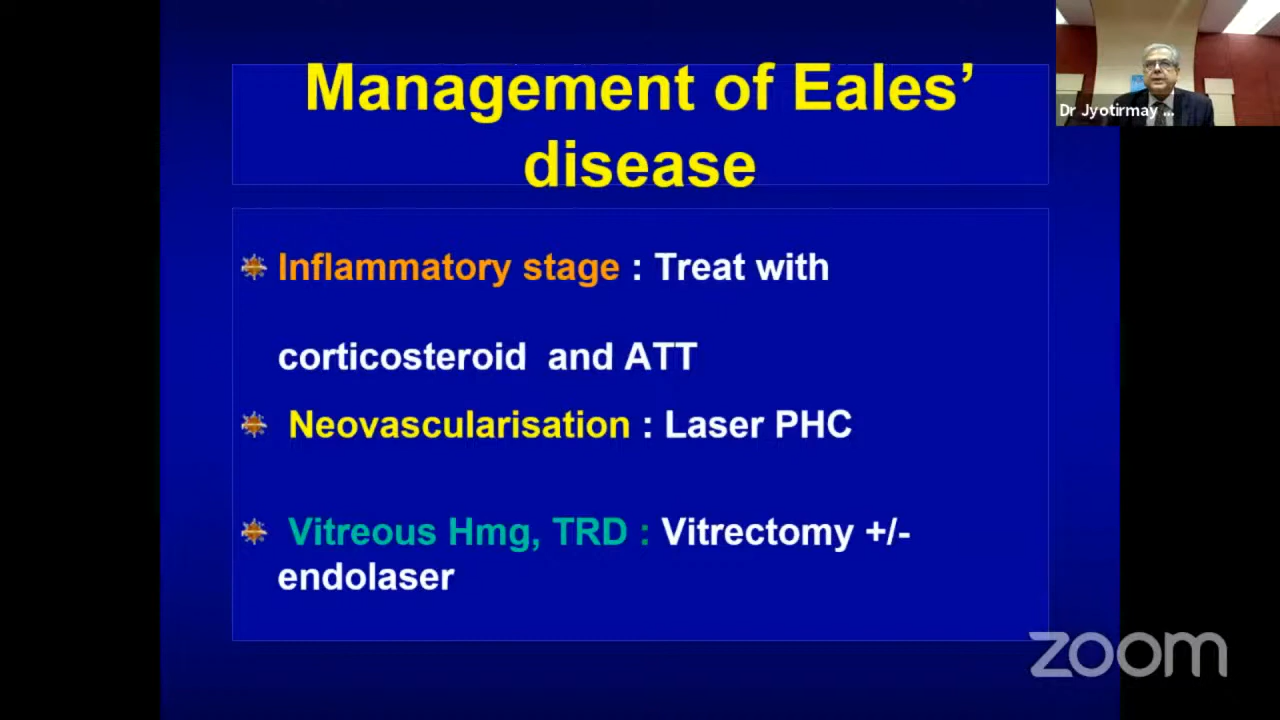 Management of Eales’
disease
Dr Jyotirmay ...
Inflammatory stage : Treat with
corticosteroid and ATT
Neovascularisation : Laser PHC
Vitreous Hmg, TRD : Vitrectomy +/-
endolaser
zoom